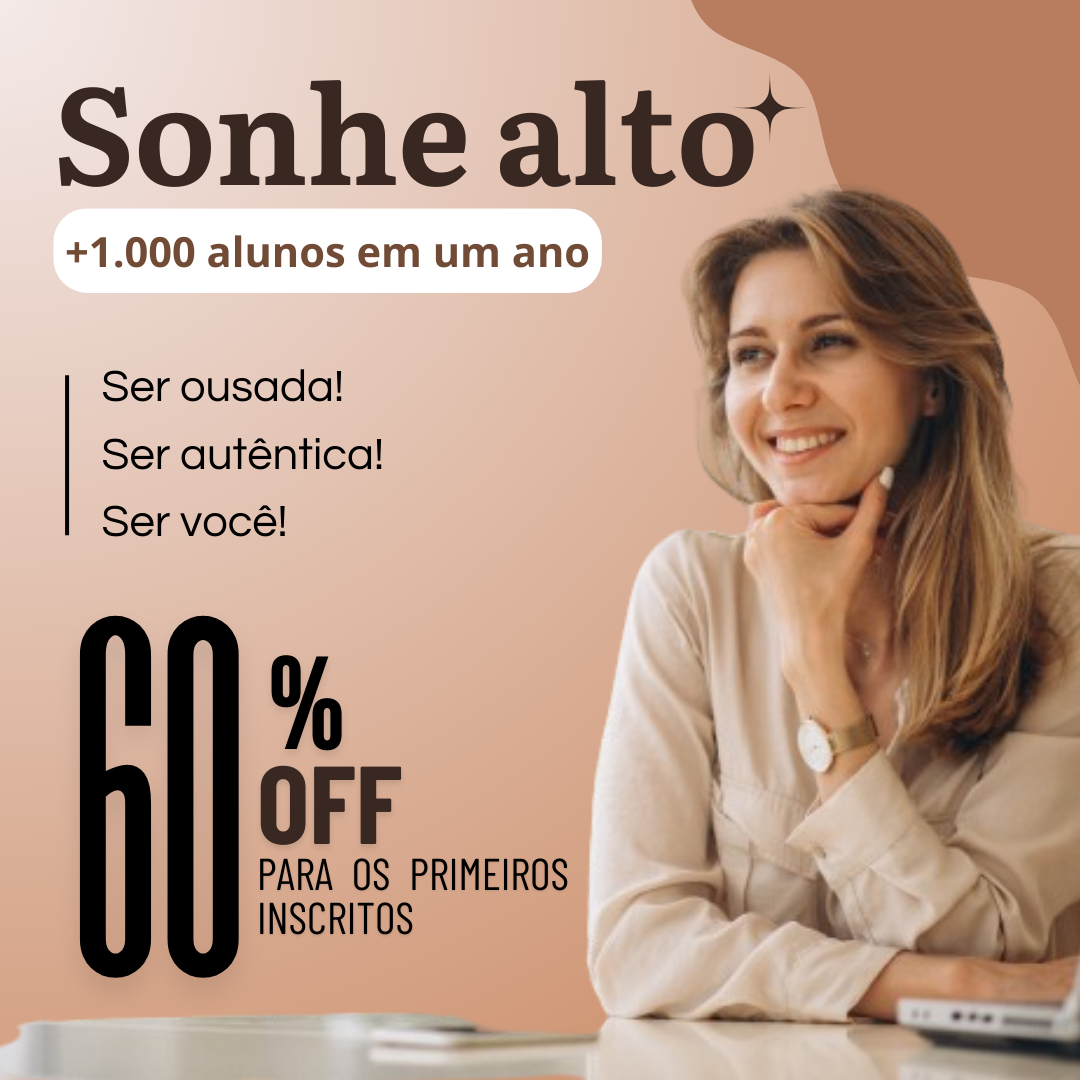 Sonhe alto
+1.000 alunos em um ano
Ser ousada!
Ser autêntica!
Ser você!
60%
OFF
PARA OS PRIMEIROS
INSCRITOS